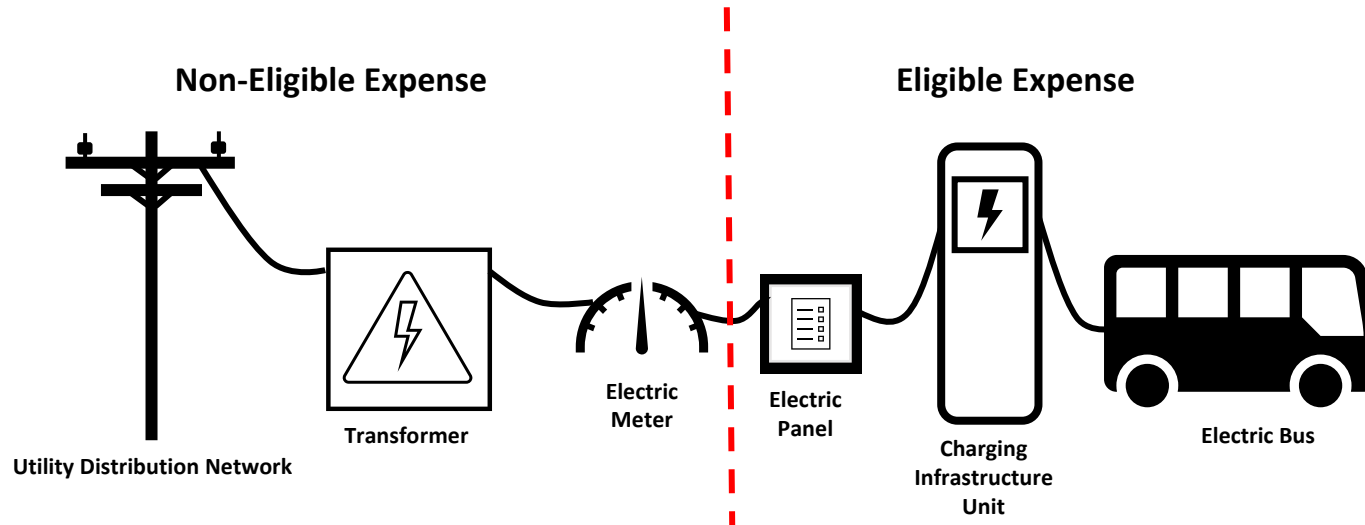 Non-Eligible Expense
Eligible Expense
Utility Distribution Network
Transformer
Electric
Meter
Electric
Panel
Charging
Infrastructure
Unit
Electric Bus